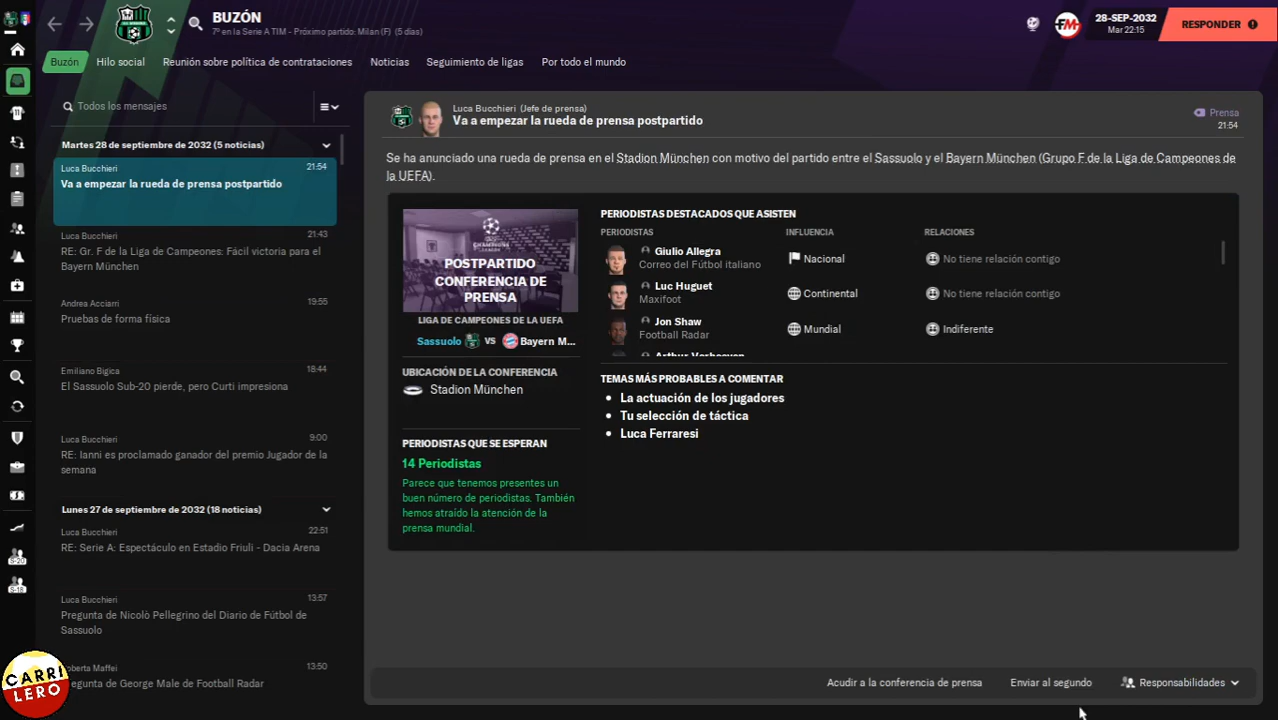 BUZÓN
7º en la Serie A TIM - Próximo partido: Milan (F) (5 días)
FM
28-SEP-2032
Mar 22:15
RESPONDER
Buzón
Hilo social
Reunión sobre política de contrataciones
Noticias
Seguimiento de ligas
Por todo el mundo
Todos los mensajes
Martes 28 de septiembre de 2032 (5 noticias)
Luca Bucchieri
21:54
Va a empezar la rueda de prensa postpartido
Luca Bucchieri
21:43
RE: Gr. F de la Liga de Campeones: Fácil victoria para el
Bayern München
Andrea Acciarri
19:55
Pruebas de forma física
Emiliano Bigica
18:44
El Sassuolo Sub-20 pierde, pero Curti impresiona
Luca Bucchieri
9:00
RE: Ianni es proclamado ganador del premio Jugador de la
semana
Lunes 27 de septiembre de 2032 (18 noticias)
Luca Bucchieri
22:51
RE: Serie A: Espectáculo en Estadio Friuli - Dacia Arena
Luca Bucchieri
13:57
Pregunta de Nicolò Pellegrino del Diario de Fútbol de
Sassuolo
Roberta Maffei
13:50
Pregunta de George Male de Football Radar
S-20
S-18
CARRI
LERO
Luca Bucchieri (Jefe de prensa)
Va a empezar la rueda de prensa postpartido
Prensa
21:54
Se ha anunciado una rueda de prensa en el Stadion München con motivo del partido entre el Sassuolo y el Bayern München (Grupo F de la Liga de Campeones de
la UEFA).
CHAMPIONS
LEAGUE
POSTPARTIDO
CONFERENCIA DE
PRENSA
LIGA DE CAMPEONES DE LA UEFA
Sassuolo VS Bayern M...
UBICACIÓN DE LA CONFERENCIA
Stadion München
PERIODISTAS QUE SE ESPERAN
14 Periodistas
Parece que tenemos presentes un
buen número de periodistas. También
hemos atraído la atención de la
prensa mundial.
PERIODISTAS DESTACADOS QUE ASISTEN
PERIODISTAS
INFLUENCIA
RELACIONES
Giulio Allegra
Correo del Fútbol italiano
Nacional
No tiene relación contigo
Luc Huguet
Maxifoot
Continental
No tiene relación contigo
Jon Shaw
Football Radar
Mundial
Indiferente
TEMAS MÁS PROBABLES A COMENTAR
La actuación de los jugadores
Tu selección de táctica
Luca Ferraresi
Acudir a la conferencia de prensa
Enviar al segundo
Responsabilidades